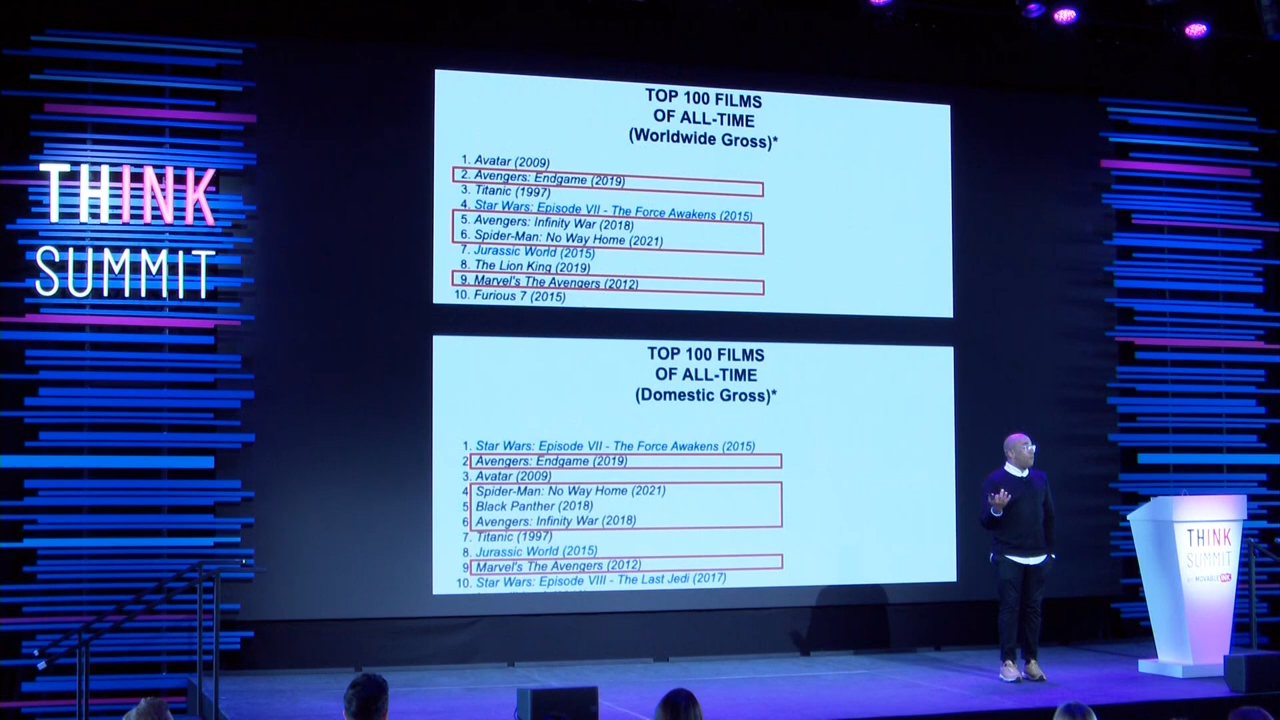 THINK
SUMMIT
TOP 100 FILMS
OF ALL-TIME
(Worldwide Gross)*
1. Avatar (2009)
2. Avengers: Endgame (2019)
3. Titanic (1997)
4. Star Wars: Episode VII - The Force Awakens (2015)
5. Avengers: Infinity War (2018)
6. Spider-Man: No Way Home (2021)
7. Jurassic World (2015)
8. The Lion King (2019)
9. Marvel's The Avengers (2012)
10. Furious 7 (2015)
TOP 100 FILMS
OF ALL-TIME
(Domestic Gross)*
1. Star Wars: Episode VII - The Force Awakens (2015)
2 Avengers: Endgame (2019)
3. Avatar (2009)
4 Spider-Man: No Way Home (2021)
5 Black Panther (2018)
6 Avengers: Infinity War (2018)
7. Titanic (1997)
8. Jurassic World (2015)
9 Marvel's The Avengers (2012)
10. Star Wars: Episode VIII - The Last Jedi (2017)
THINK
SUMMIT
MOVABLE INK